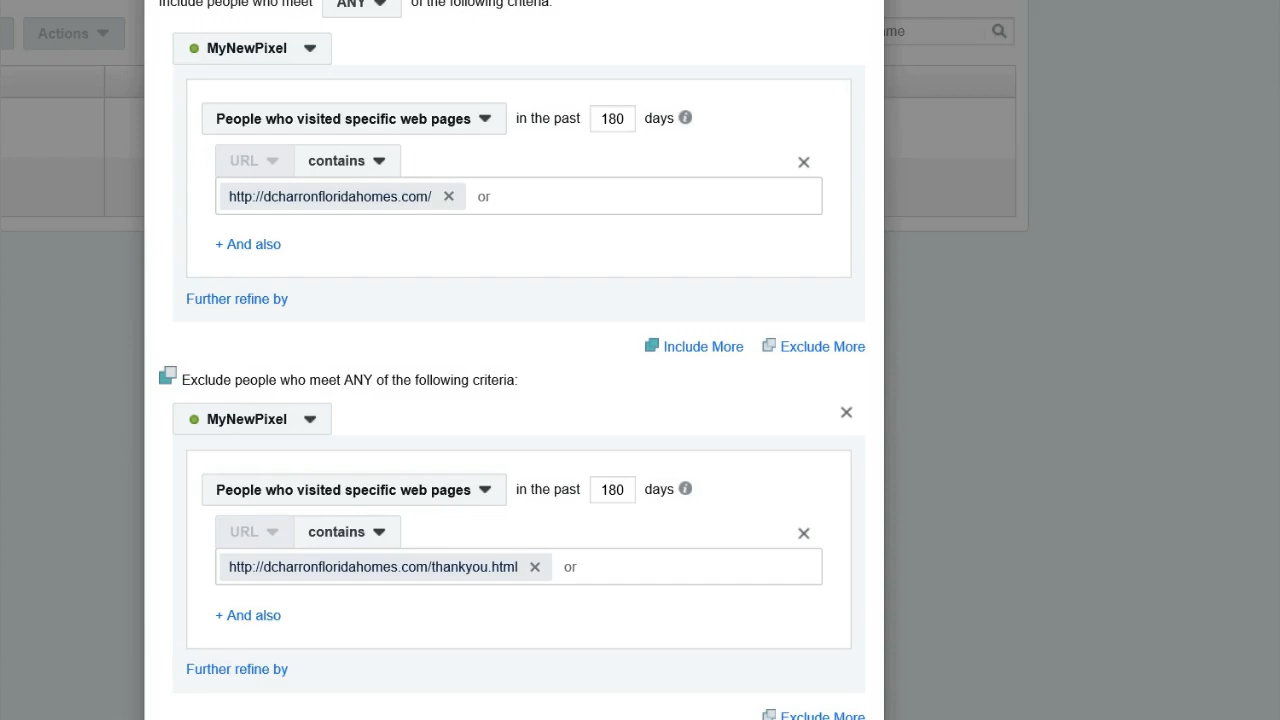 Include people who meet ANY of the following criteria:
Actions
me
MyNewPixel
People who visited specific web pages in the past 180 days
URL contains
http://dcharronfloridahomes.com/ or
+ And also
Further refine by
Include More Exclude More
Exclude people who meet ANY of the following criteria:
MyNewPixel
People who visited specific web pages in the past 180 days
URL contains
http://dcharronfloridahomes.com/thankyou.html or
+ And also
Further refine by
Exclude More